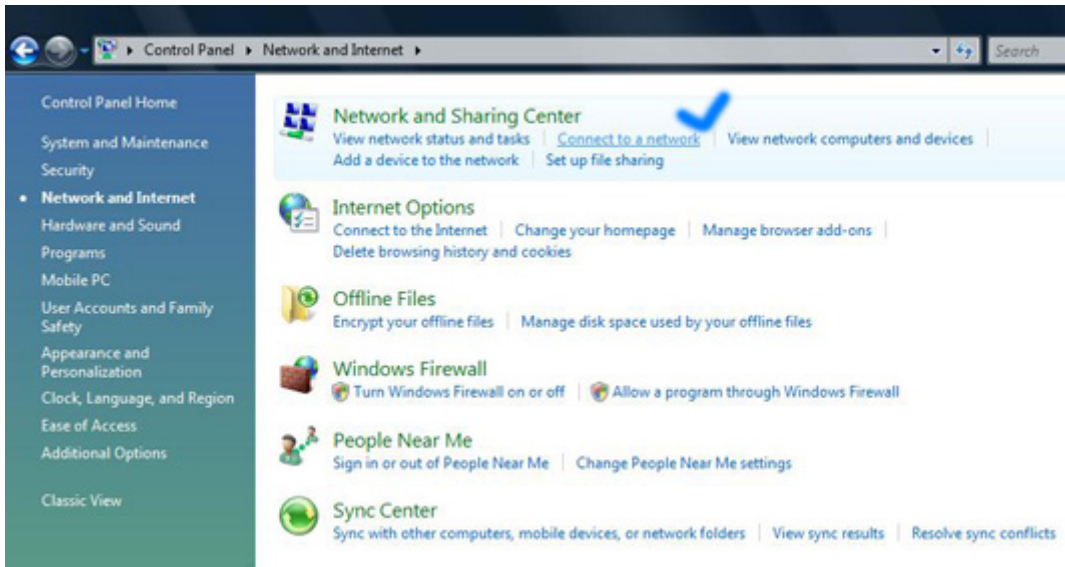 Control Panel Network and Internet Search
Control Panel Home
System and Maintenance
Security
Network and Internet
Hardware and Sound
Programs
Mobile PC
User Accounts and Family
Safety
Appearance and
Personalization
Clock, Language, and Region
Ease of Access
Additional Options
Classic View
Network and Sharing Center
View network status and tasks Connect to a network View network computers and devices
Add a device to the network Set up file sharing
Internet Options
Connect to the Internet Change your homepage Manage browser add-ons
Delete browsing history and cookies
Offline Files
Encrypt your offline files Manage disk space used by your offline files
Windows Firewall
Turn Windows Firewall on or off Allow a program through Windows Firewall
People Near Me
Sign in or out of People Near Me Change People Near Me settings
Sync Center
Sync with other computers, mobile devices, or network folders View sync results Resolve sync conflicts